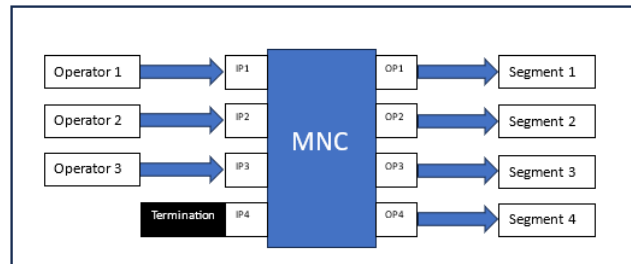 Operator 1 IP1 OP1 Segment 1
Operator 2 IP2 OP2 Segment 2
MNC
Operator 3 IP3 OP3 Segment 3
Termination IP4 OP4 Segment 4